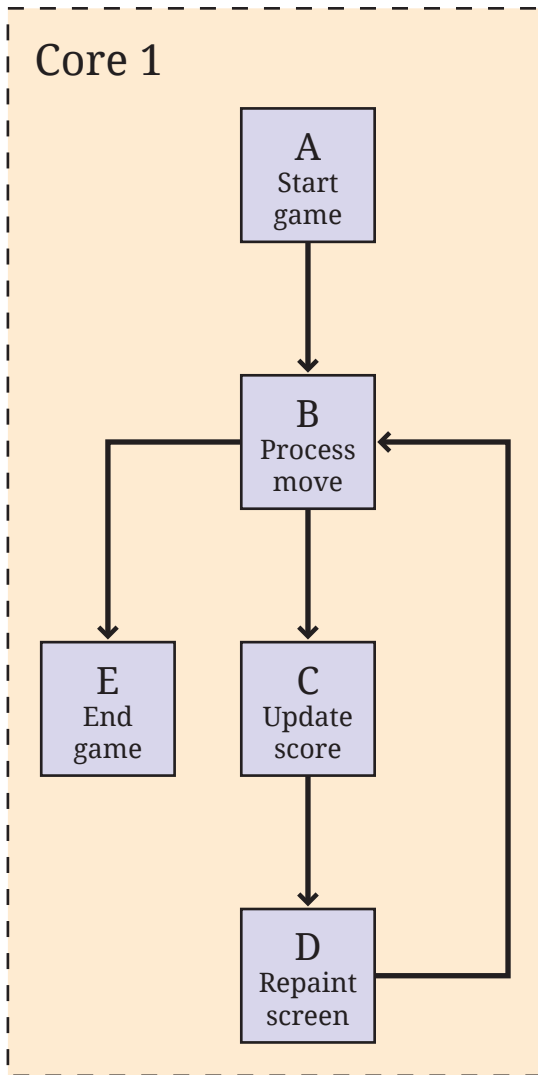 Core 1
A
Start
game
B
Process
move
E
End
game
C
Update
score
D
Repaint
screen